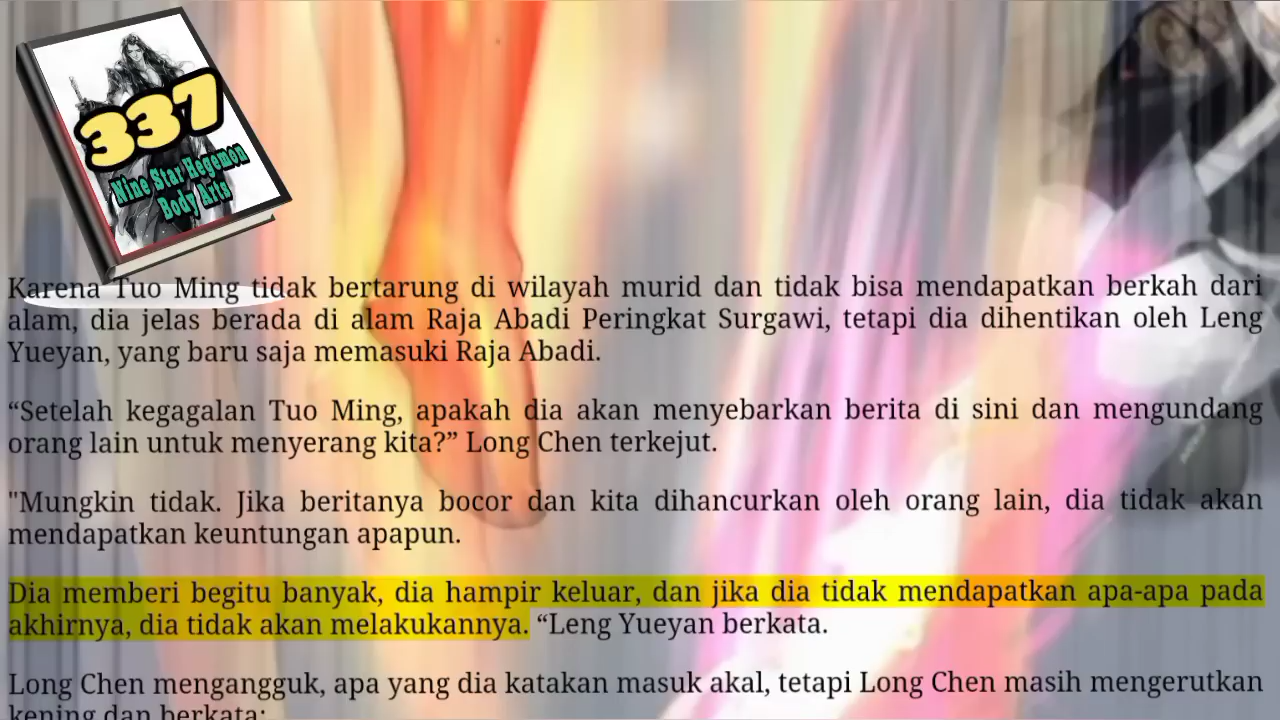 337
Nine Star Hegemon
Body Arts
Karena Tuo Ming tidak bertarung di wilayah murid dan tidak bisa mendapatkan berkah dari
alam, dia jelas berada di alam Raja Abadi Peringkat Surgawi, tetapi dia dihentikan oleh Leng
Yueyan, yang baru saja memasuki Raja Abadi.
“Setelah kegagalan Tuo Ming, apakah dia akan menyebarkan berita di sini dan mengundang
orang lain untuk menyerang kita?” Long Chen terkejut.
"Mungkin tidak. Jika beritanya bocor dan kita dihancurkan oleh orang lain, dia tidak akan
mendapatkan keuntungan apapun.
Dia memberi begitu banyak, dia hampir keluar, dan jika dia tidak mendapatkan apa-apa pada
akhirnya, dia tidak akan melakukannya. “Leng Yueyan berkata.
Long Chen mengangguk, apa yang dia katakan masuk akal, tetapi Long Chen masih mengerutkan
kening dan berkata: